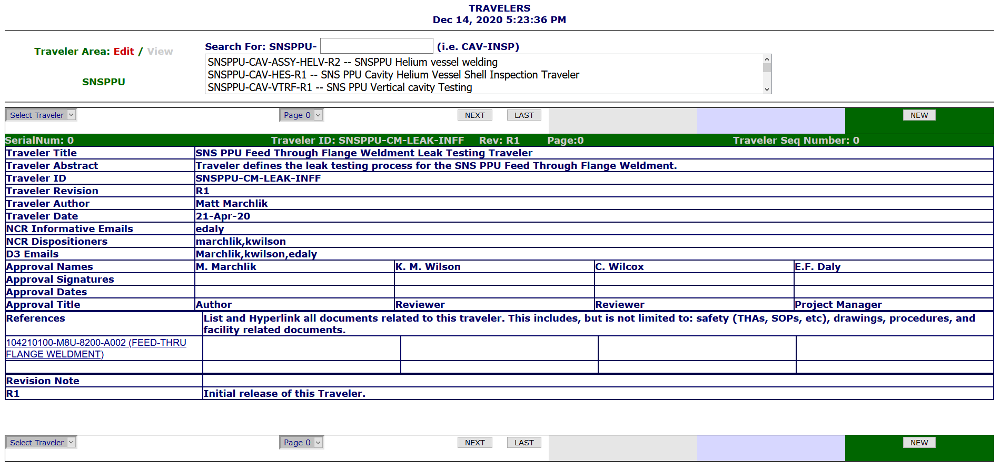 TRAVELERS
Dec 14, 2020 5:23:36 PM
Traveler Area: Edit / View
SNSPPU
Search For: SNSPPU- (i.e. CAV-INSP)
SNSPPU-CAV-ASSY-HELV-R2 -- SNSPPU Helium vessel welding
SNSPPU-CAV-HES-R1 -- SNS PPU Cavity Helium Vessel Shell Inspection Traveler
SNSPPU-CAV-VTRF-R1 -- SNS PPU Vertical cavity Testing
Select Traveler Page 0 NEXT LAST NEW
SerialNum: 0 Traveler ID: SNSPPU-CM-LEAK-INFF Rev: R1 Page:0 Traveler Seq Number: 0
Traveler Title SNS PPU Feed Through Flange Weldment Leak Testing Traveler
Traveler Abstract Traveler defines the leak testing process for the SNS PPU Feed Through Flange Weldment.
Traveler ID SNSPPU-CM-LEAK-INFF
Traveler Revision R1
Traveler Author Matt Marchlik
Traveler Date 21-Apr-20
NCR Informative Emails edaly
NCR Dispositioners marchlik,kwilson
D3 Emails Marchlik,kwilson,edaly
Approval Names M. Marchlik K. M. Wilson C. Wilcox E.F. Daly
Approval Signatures
Approval Dates
Approval Title Author Reviewer Reviewer Project Manager
References List and Hyperlink all documents related to this traveler. This includes, but is not limited to: safety (THAs, SOPs, etc), drawings, procedures, and
facility related documents.
104210100-M8U-8200-A002 (FEED-THRU
FLANGE WELDMENT)
Revision Note
R1 Initial release of this Traveler.
Select Traveler Page 0 NEXT LAST NEW